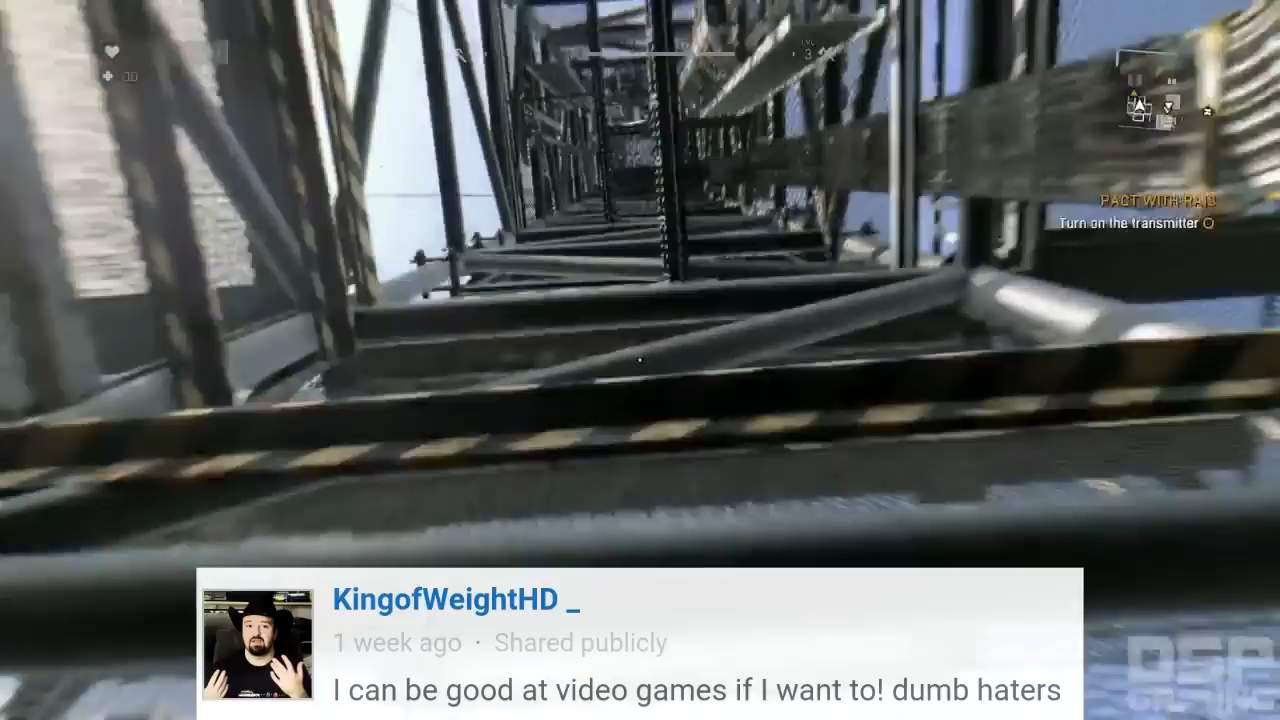 PACT WITH RAIS
Turn on the transmitter
KingofWeightHD _
1 week ago · Shared publicly
I can be good at video games if I want to! dumb haters
DSP